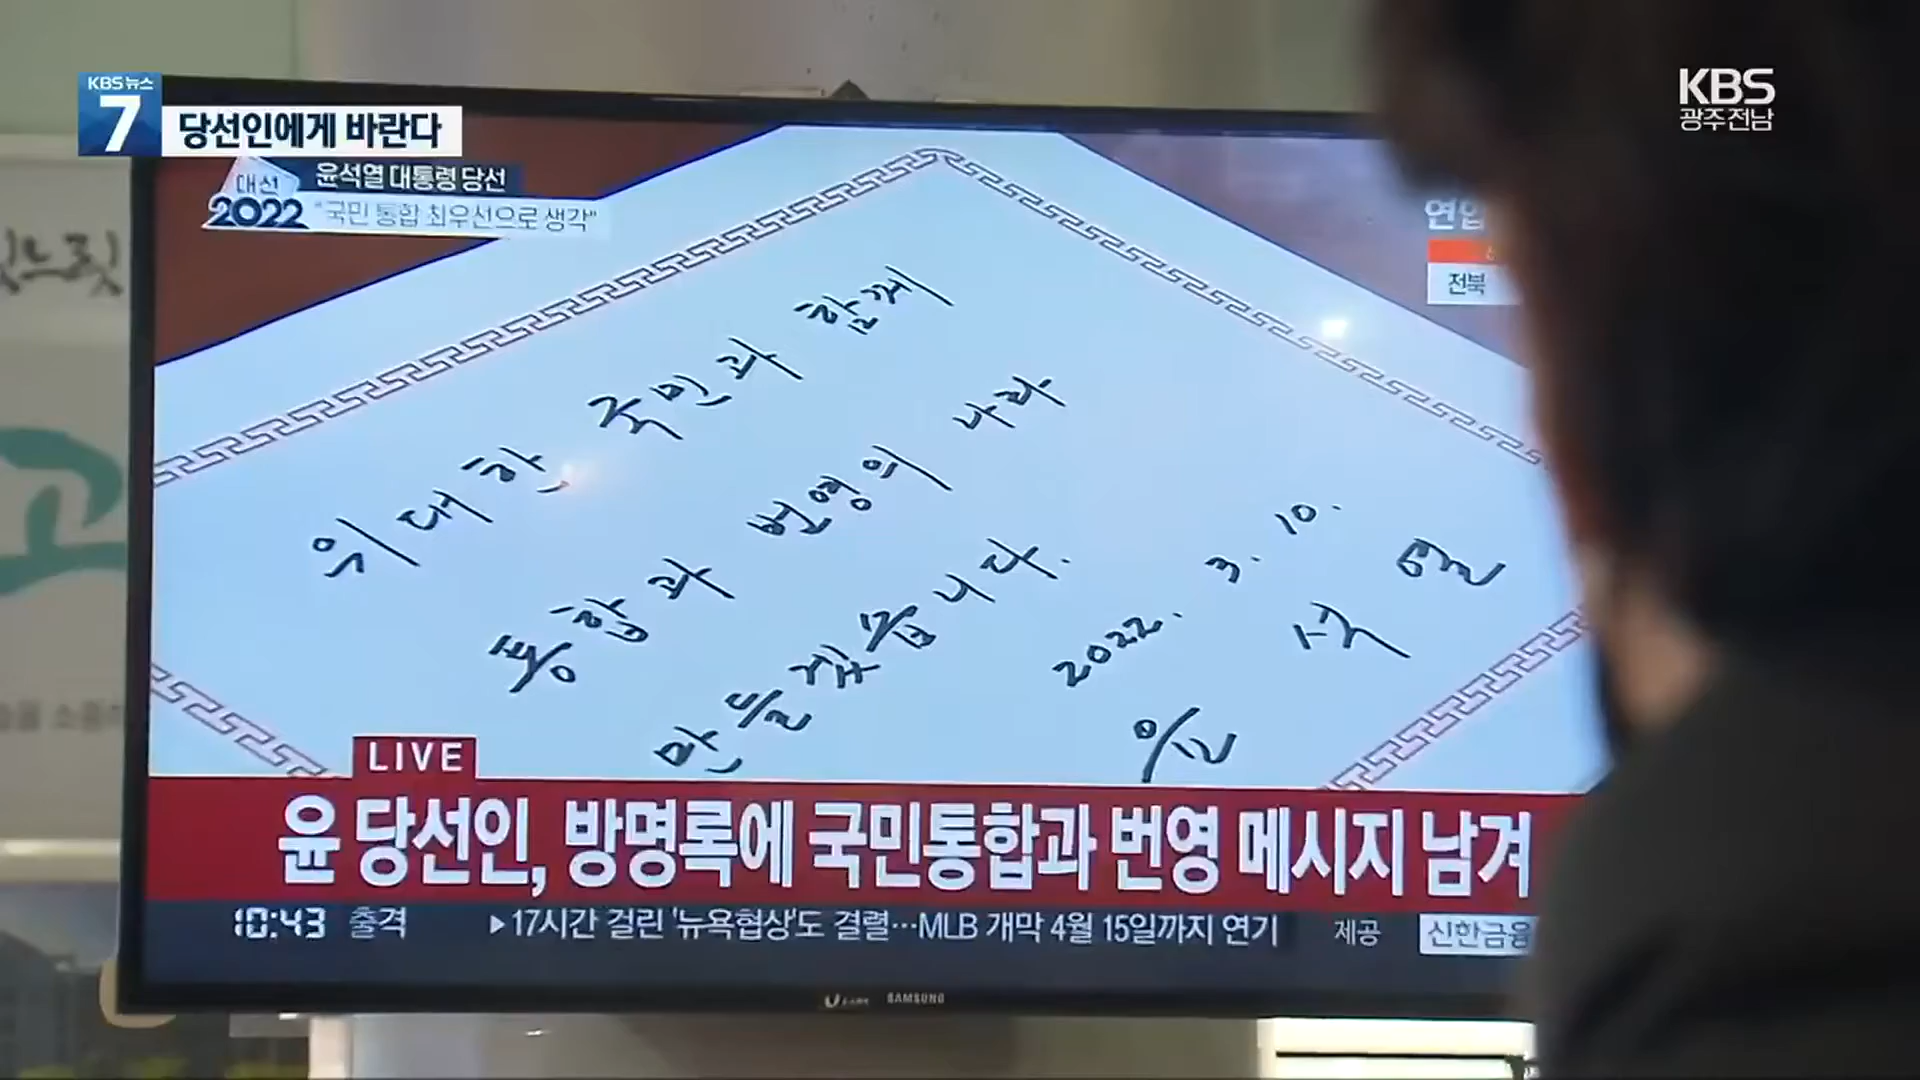 KBS 뉴스
7
당선인에게 바란다
KBS
광주전남
대선
2022
윤석열 대통령 당선
"국민 통합 최우선으로 생각"
전북
위대한 국민과 함께
통합과 번영의 나라
만들겠습니다.
2022. 3. 10.
윤 석 열
고
LIVE
윤 당선인, 방명록에 국민통합과 번영 메시지 남겨
10:43 출격 ▶17시간 걸린 '뉴욕협상'도 결렬…MLB 개막 4월 15일까지 연기 제공 신한금융
SAMSUNG